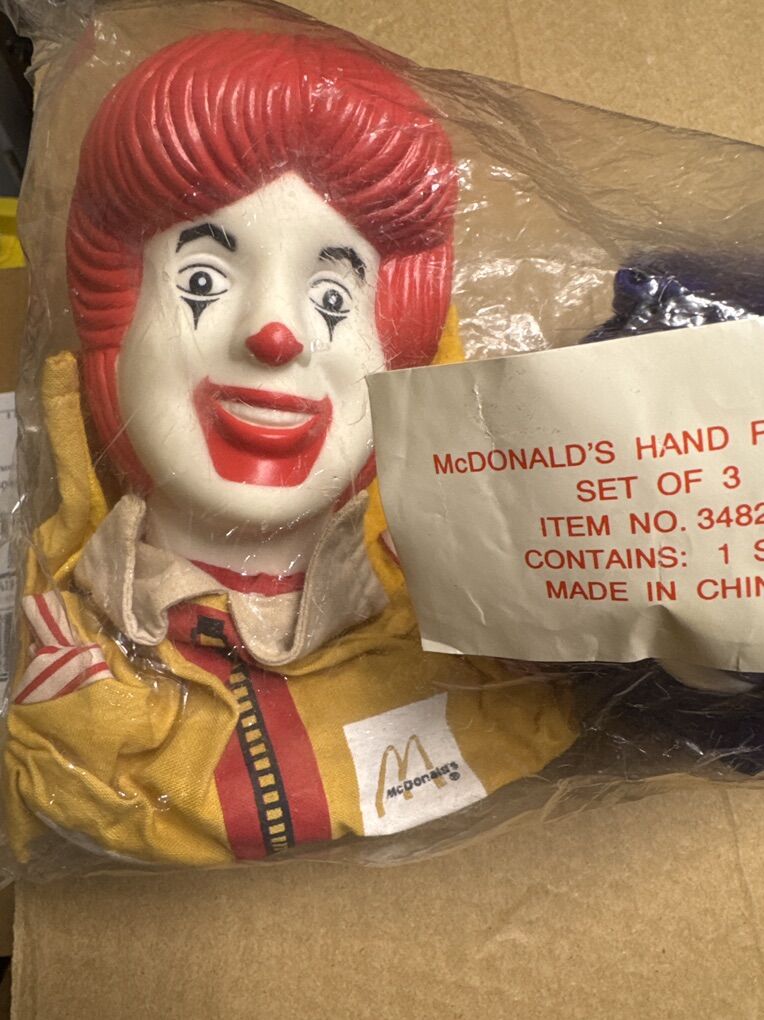 McDONALD'S HAND
SET OF 3
ITEM NO. 3482
CONTAINS: 1
MADE IN
McDonald's ®